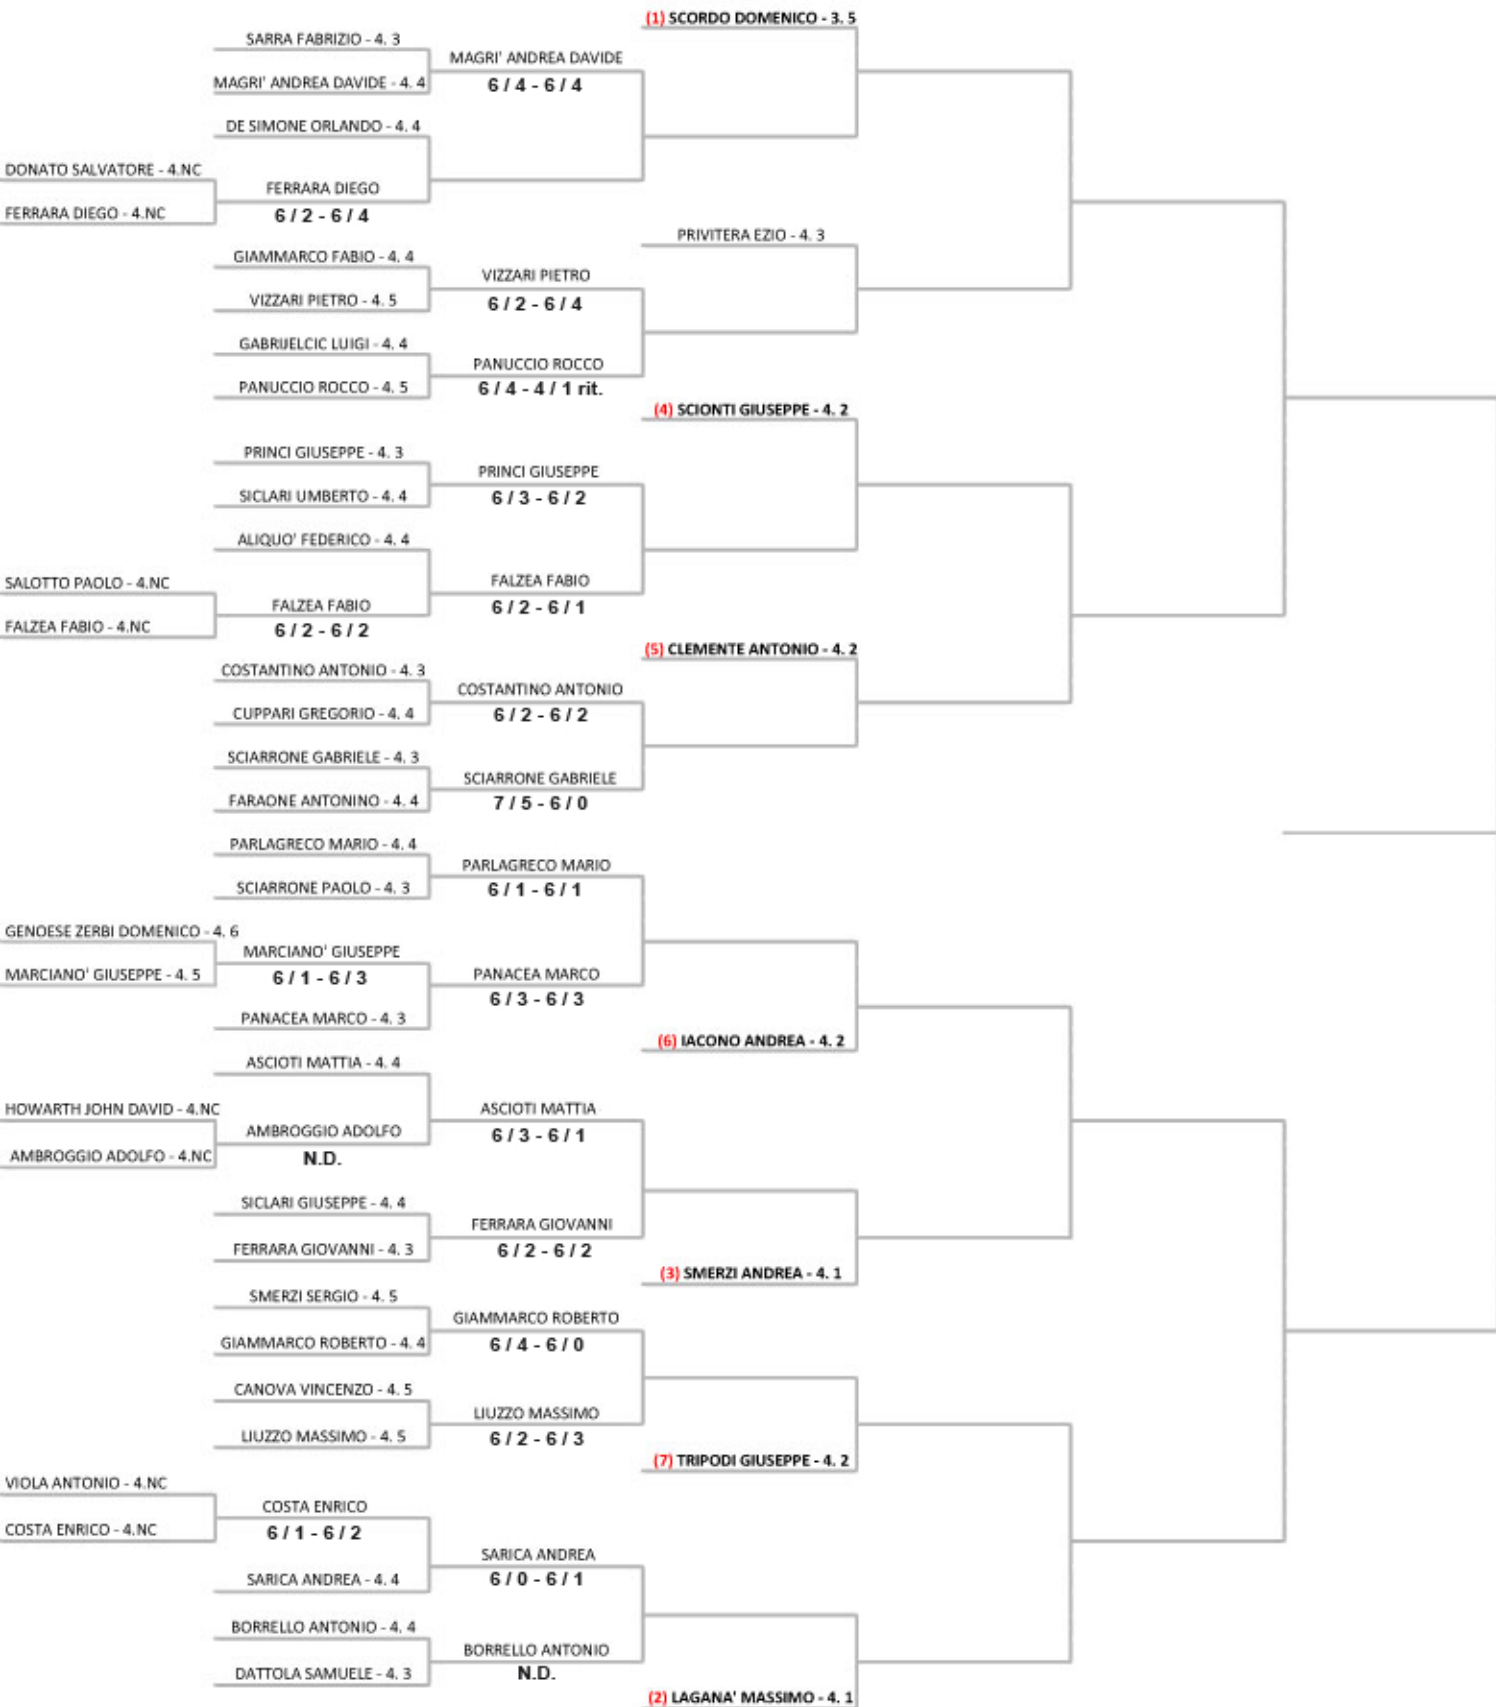 (1) SCORDO DOMENICO - 3. 5
SARRA FABRIZIO - 4. 3
MAGRI' ANDREA DAVIDE
MAGRI' ANDREA DAVIDE - 4. 4
6 / 4 - 6 / 4
DE SIMONE ORLANDO - 4. 4
DONATO SALVATORE - 4.NC
FERRARA DIEGO
FERRARA DIEGO - 4.NC
6 / 2 - 6 / 4
PRIVITERA EZIO - 4. 3
GIAMMARCO FABIO - 4. 4
VIZZARI PIETRO
VIZZARI PIETRO - 4. 5
6 / 2 - 6 / 4
GABRIJELCIC LUIGI - 4. 4
PANUCCIO ROCCO
PANUCCIO ROCCO - 4. 5
6 / 4 - 4 / 1 rit.
(4) SCIONTI GIUSEPPE - 4. 2
PRINCI GIUSEPPE - 4. 3
PRINCI GIUSEPPE
SICLARI UMBERTO - 4. 4
6 / 3 - 6 / 2
ALIQUO' FEDERICO - 4. 4
SALOTTO PAOLO - 4.NC
FALZEA FABIO
6 / 2 - 6 / 1
FALZEA FABIO
FALZEA FABIO - 4.NC
6 / 2 - 6 / 2
(5) CLEMENTE ANTONIO - 4. 2
COSTANTINO ANTONIO - 4. 3
COSTANTINO ANTONIO
CUPPARI GREGORIO - 4. 4
6 / 2 - 6 / 2
SCIARRONE GABRIELE - 4. 3
SCIARRONE GABRIELE
FARAONE ANTONINO - 4. 4
7 / 5 - 6 / 0
PARLAGRECO MARIO - 4. 4
PARLAGRECO MARIO
SCIARRONE PAOLO - 4. 3
6 / 1 - 6 / 1
GENOESE ZERBI DOMENICO - 4. 6
MARCIANO' GIUSEPPE
MARCIANO' GIUSEPPE - 4. 5
6 / 1 - 6 / 3
PANACEA MARCO
6 / 3 - 6 / 3
PANACEA MARCO - 4. 3
(6) IACONO ANDREA - 4. 2
ASCIOTI MATTIA - 4. 4
HOWARTH JOHN DAVID - 4.NC
ASCIOTI MATTIA
6 / 3 - 6 / 1
AMBROGGIO ADOLFO
AMBROGGIO ADOLFO - 4.NC
N.D.
SICLARI GIUSEPPE - 4. 4
FERRARA GIOVANNI
FERRARA GIOVANNI - 4. 3
6 / 2 - 6 / 2
(3) SMERZI ANDREA - 4. 1
SMERZI SERGIO - 4. 5
GIAMMARCO ROBERTO
GIAMMARCO ROBERTO - 4. 4
6 / 4 - 6 / 0
CANOVA VINCENZO - 4. 5
LIUZZO MASSIMO
LIUZZO MASSIMO - 4. 5
6 / 2 - 6 / 3
(7) TRIPODI GIUSEPPE - 4. 2
VIOLA ANTONIO - 4.NC
COSTA ENRICO
COSTA ENRICO - 4.NC
6 / 1 - 6 / 2
SARICA ANDREA
SARICA ANDREA - 4. 4
6 / 0 - 6 / 1
BORRELLO ANTONIO - 4. 4
BORRELLO ANTONIO
DATTOLA SAMUELE - 4. 3
N.D.
(2) LAGANA' MASSIMO - 4. 1